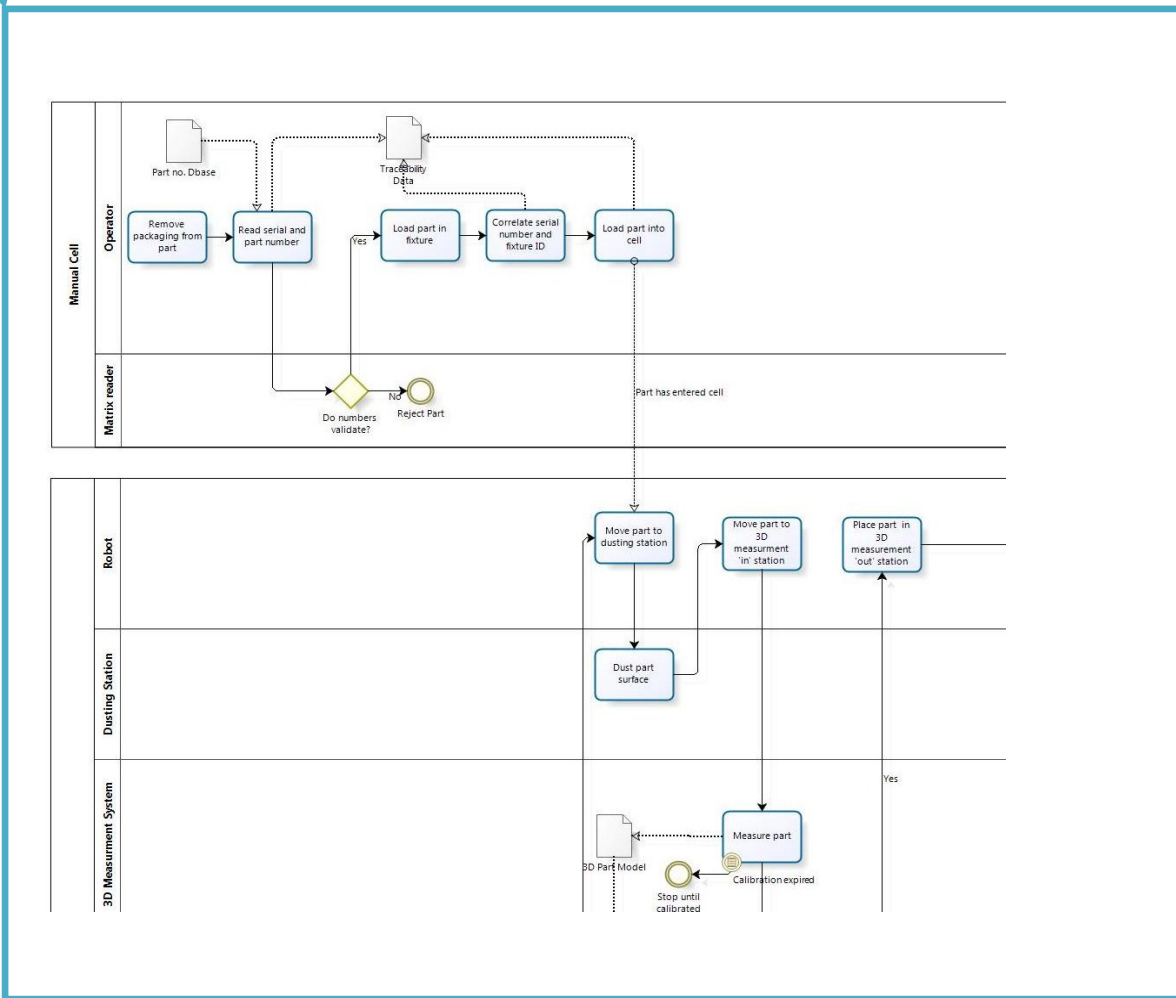 Manual Cell
Operator
Part no. Dbase
Traceability
Data
Remove
packaging from
part
Read serial and
part number
Yes
Load part in
fixture
Correlate serial
number and
fixture ID
Load part into
cell
Matrix reader
Do numbers
validate?
No
Reject Part
Part has entered cell
Robot
Move part to
dusting station
Move part to
3D
measurment
'in' station
Place part in
3D
measurement
'out' station
Dusting Station
Dust part
surface
3D Measurment System
Yes
Measure part
3D Part Model
Calibration expired
Stop until
calibrated